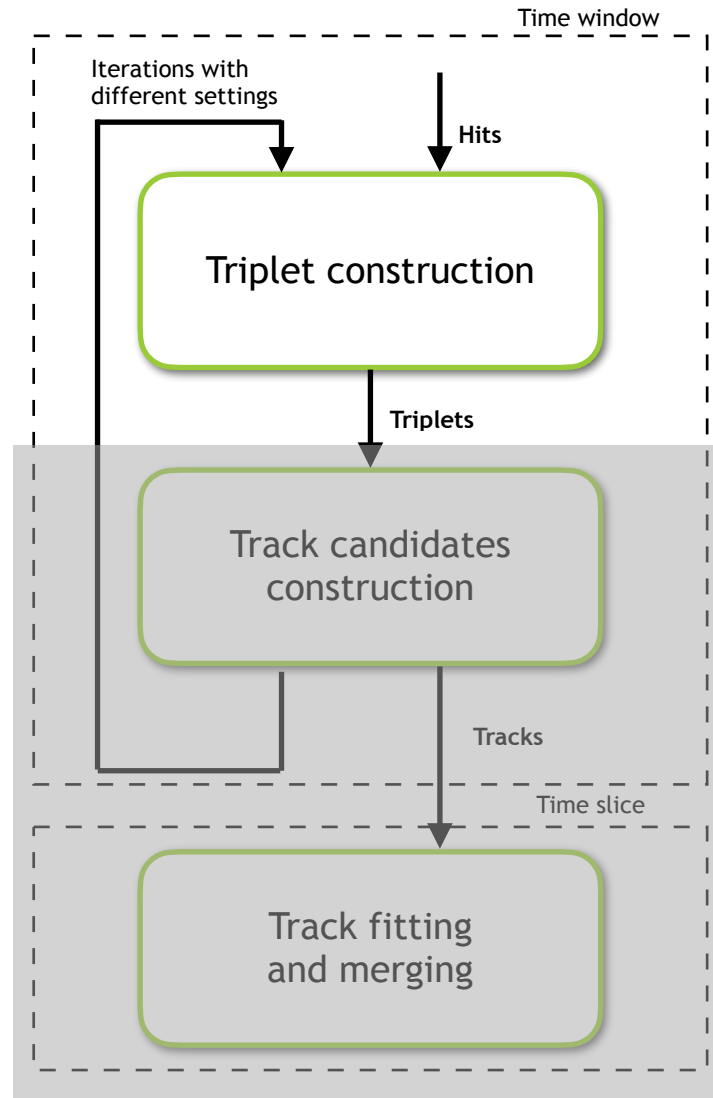 Time window
Iterations with
different settings
Hits
Triplet construction
Triplets
Track candidates
construction
Tracks
Time slice
Track fitting
and merging